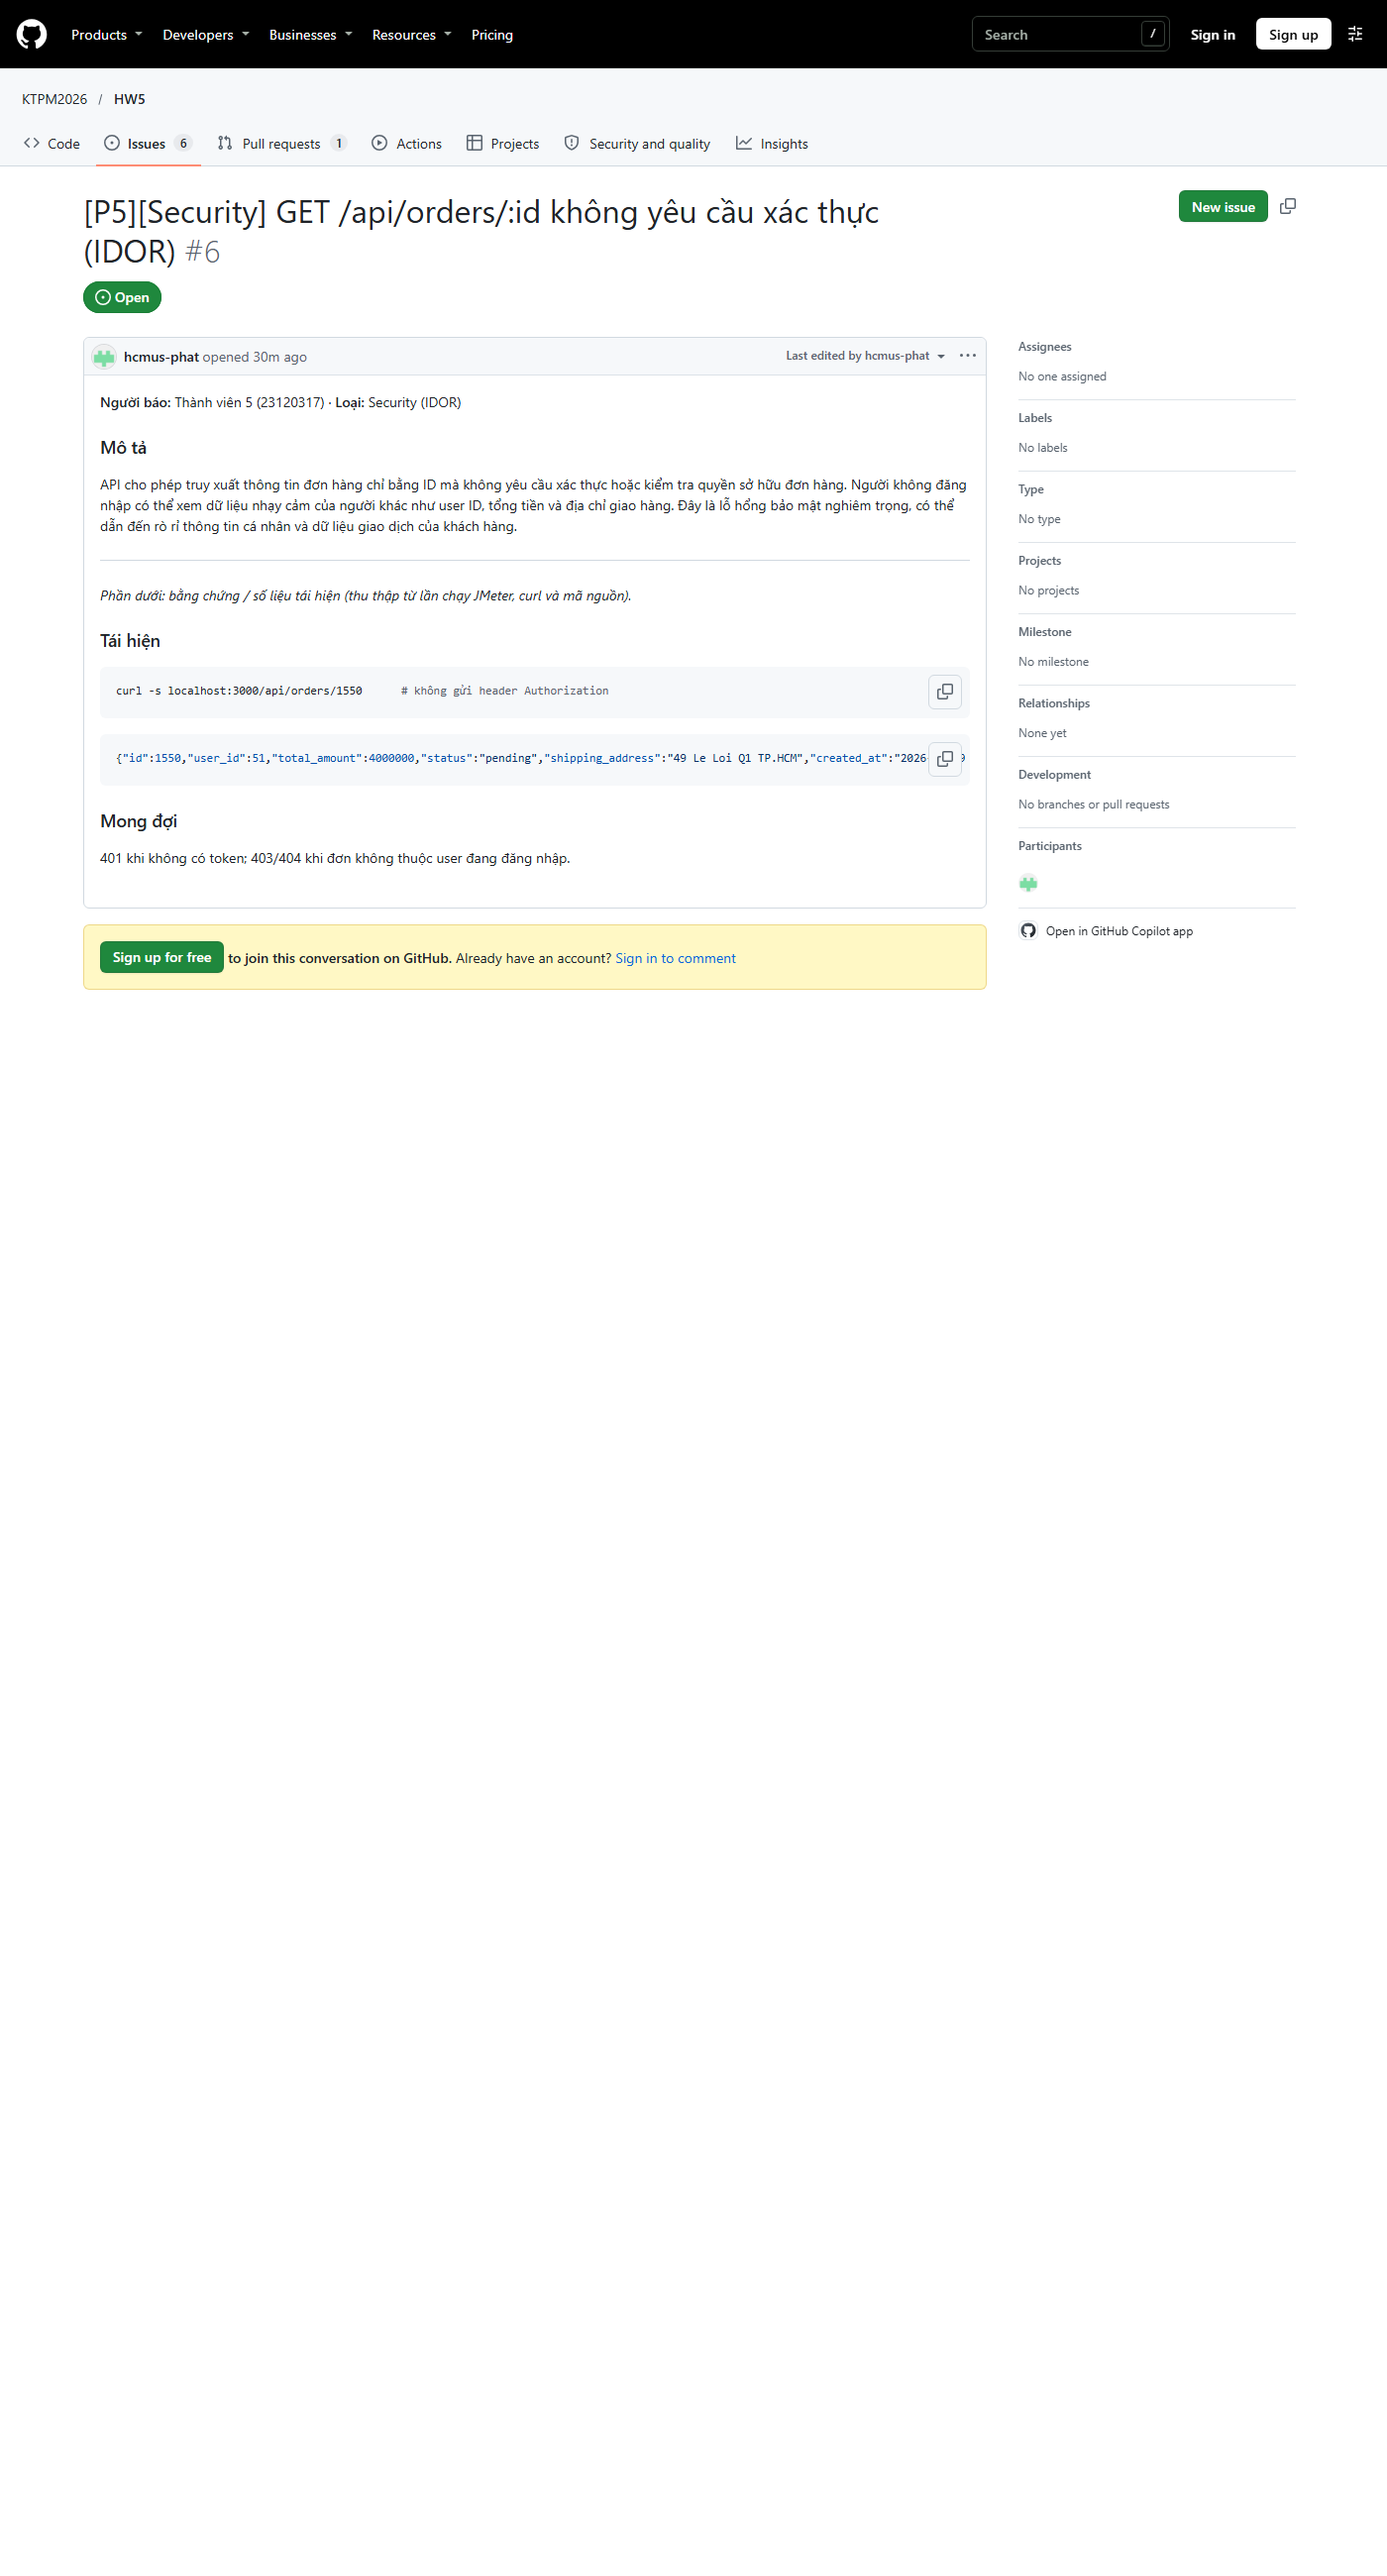 Products
Developers
Businesses
Resources
Pricing
Search
/
Sign in
Sign up
KTPM2026 / HW5
Code
Issues 6
Pull requests 1
Actions
Projects
Security and quality
Insights
[P5][Security] GET /api/orders/:id không yêu cầu xác thực
(IDOR) #6
New issue
Open
hcmus-phat opened 30m ago
Last edited by hcmus-phat
Người báo: Thành viên 5 (23120317) · Loại: Security (IDOR)
Mô tả
API cho phép truy xuất thông tin đơn hàng chỉ bằng ID mà không yêu cầu xác thực hoặc kiểm tra quyền sở hữu đơn hàng. Người không đăng
nhập có thể xem dữ liệu nhạy cảm của người khác như user ID, tổng tiền và địa chỉ giao hàng. Đây là lỗ hổng bảo mật nghiêm trọng, có thể
dẫn đến rò rỉ thông tin cá nhân và dữ liệu giao dịch của khách hàng.
Phần dưới: bằng chứng / số liệu tái hiện (thu thập từ lần chạy JMeter, curl và mã nguồn).
Tái hiện
curl -s localhost:3000/api/orders/1550 # không gửi header Authorization
{"id":1550,"user_id":51,"total_amount":4000000,"status":"pending","shipping_address":"49 Le Loi Q1 TP.HCM","created_at":"2026
Mong đợi
401 khi không có token; 403/404 khi đơn không thuộc user đang đăng nhập.
Sign up for free to join this conversation on GitHub. Already have an account? Sign in to comment
Assignees
No one assigned
Labels
No labels
Type
No type
Projects
No projects
Milestone
No milestone
Relationships
None yet
Development
No branches or pull requests
Participants
Open in GitHub Copilot app